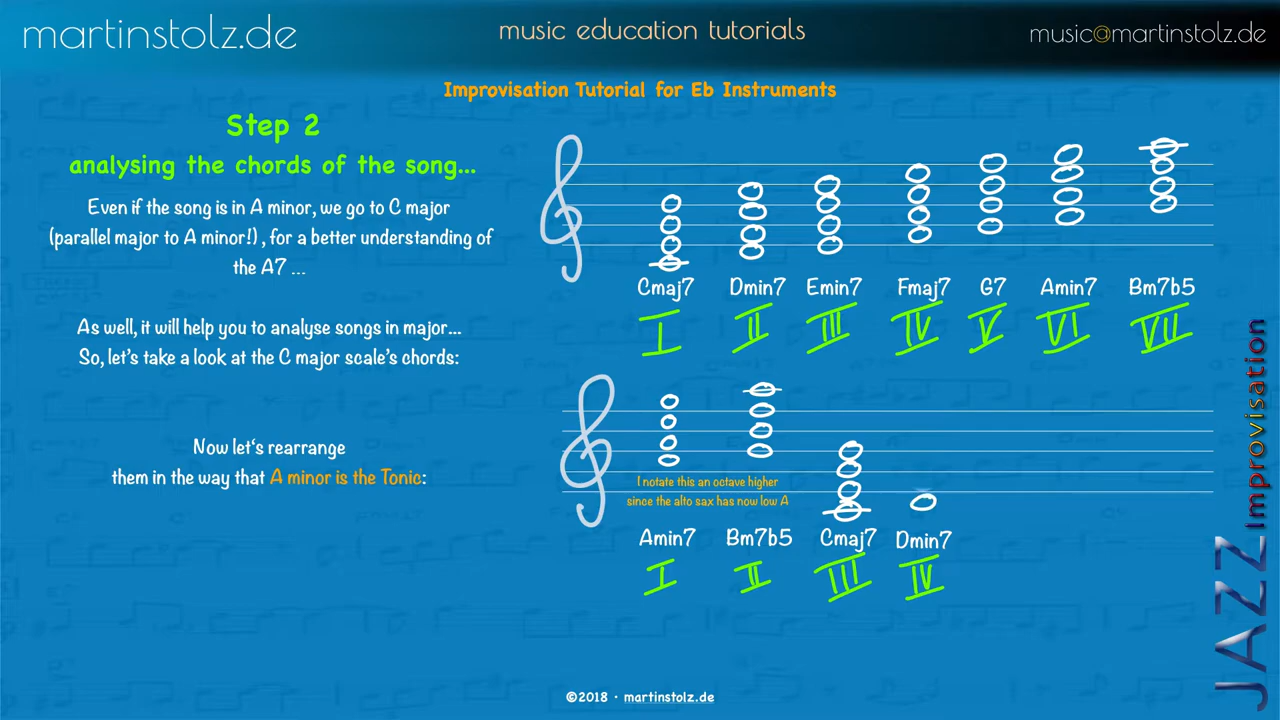 martinstolz.de
music education tutorials
music@martinstolz.de
Improvisation Tutorial for Eb Instruments
Step 2
analysing the chords of the song...
Even if the song is in A minor, we go to C major
(parallel major to A minor!) , for a better understanding of
the A7 ...
As well, it will help you to analyse songs in major...
So, let's take a look at the C major scale's chords:
Now let's rearrange
them in the way that A minor is the Tonic:
Cmaj7 Dmin7 Emin7 Fmaj7 G7 Amin7 Bm7b5
I II III IV V VI VII
I notate this an octave higher
since the alto sax has now low A
Amin7 Bm7b5 Cmaj7 Dmin7
I II III IV
JAZZ Improvisation
©2018 • martinstolz.de